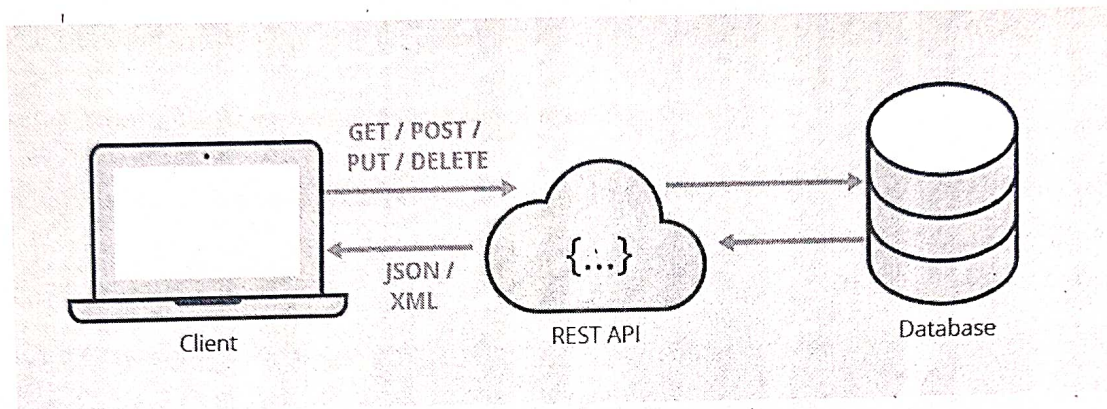 GET / POST /
PUT / DELETE
{...}
JSON /
XML
Client
REST API
Database